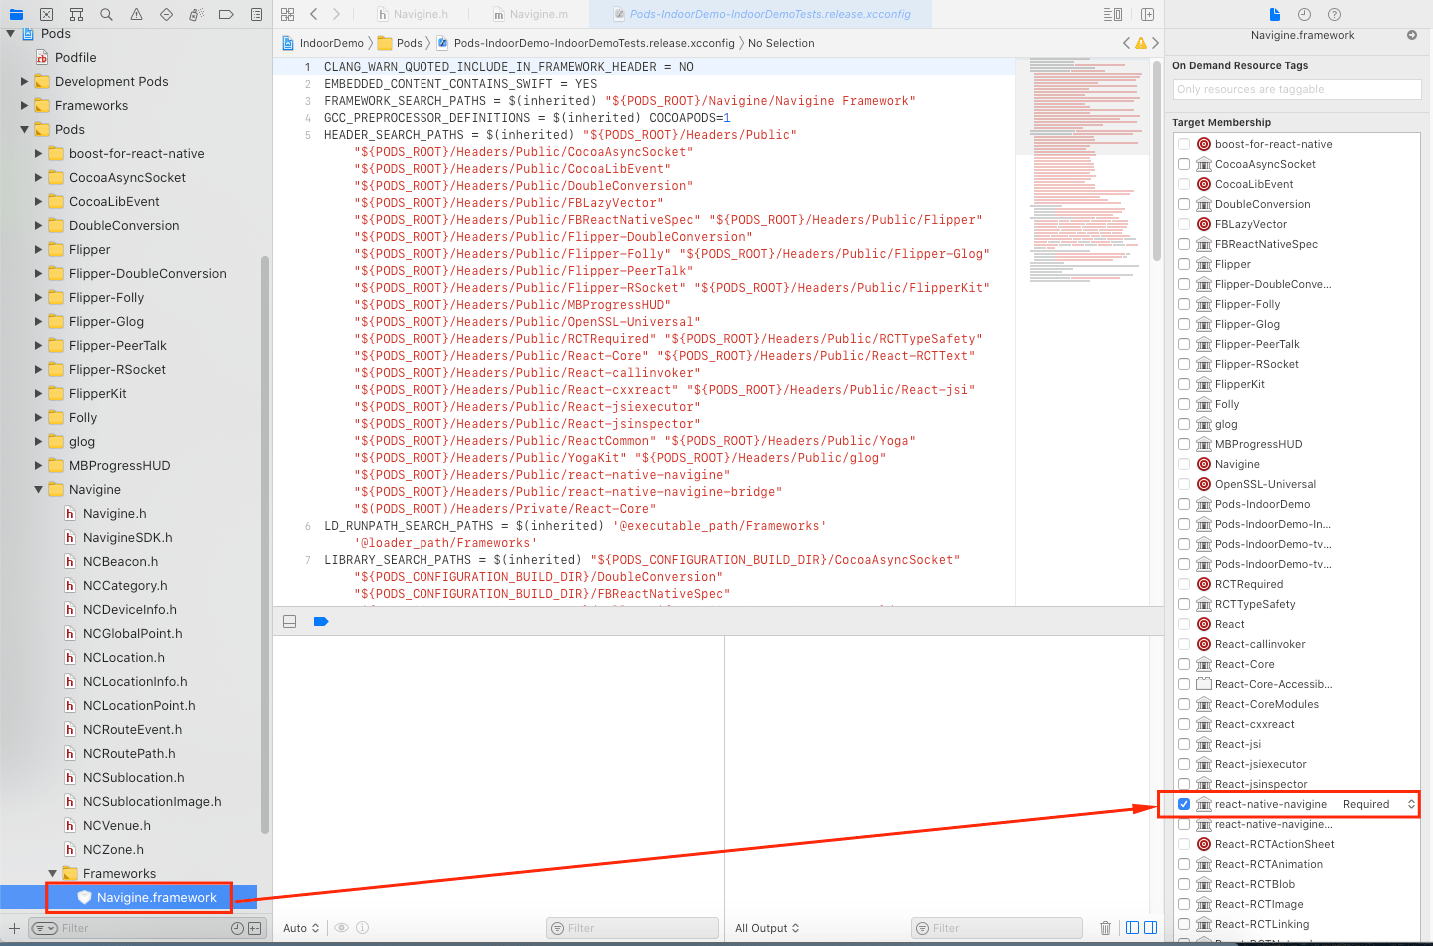 Pods
Podfile
Development Pods
Frameworks
Pods
boost-for-react-native
CocoaAsyncSocket
CocoaLibEvent
DoubleConversion
Flipper
Flipper-DoubleConversion
Flipper-Folly
Flipper-Glog
Flipper-PeerTalk
Flipper-RSocket
FlipperKit
Folly
glog
MBProgressHUD
Navigine
Navigine.h
NavigineSDK.h
NCBeacon.h
NCCategory.h
NCDeviceInfo.h
NCGlobalPoint.h
NCLocation.h
NCLocationInfo.h
NCLocationPoint.h
NCRouteEvent.h
NCRoutePath.h
NCSublocation.h
NCSublocationImage.h
NCVenue.h
NCZone.h
Frameworks
Navigine.framework
Filter
Navigine.h
Navigine.m
Pods-IndoorDemo-IndoorDemoTests.release.xcconfig
IndoorDemo
Pods
Pods-IndoorDemo-IndoorDemoTests.release.xcconfig
No Selection
1 CLANG_WARN_QUOTED_INCLUDE_IN_FRAMEWORK_HEADER = NO
2 EMBEDDED_CONTENT_CONTAINS_SWIFT = YES
3 FRAMEWORK_SEARCH_PATHS = $(inherited) "${PODS_ROOT}/Navigine/Navigine Framework"
4 GCC_PREPROCESSOR_DEFINITIONS = $(inherited) COCOAPODS=1
5 HEADER_SEARCH_PATHS = $(inherited) "${PODS_ROOT}/Headers/Public"
"${PODS_ROOT}/Headers/Public/CocoaAsyncSocket"
"${PODS_ROOT}/Headers/Public/CocoaLibEvent"
"${PODS_ROOT}/Headers/Public/DoubleConversion"
"${PODS_ROOT}/Headers/Public/FBLazyVector"
"${PODS_ROOT}/Headers/Public/FBReactNativeSpec" "${PODS_ROOT}/Headers/Public/Flipper"
"${PODS_ROOT}/Headers/Public/Flipper-DoubleConversion"
"${PODS_ROOT}/Headers/Public/Flipper-Folly" "${PODS_ROOT}/Headers/Public/Flipper-Glog"
"${PODS_ROOT}/Headers/Public/Flipper-PeerTalk"
"${PODS_ROOT}/Headers/Public/Flipper-RSocket" "${PODS_ROOT}/Headers/Public/FlipperKit"
"${PODS_ROOT}/Headers/Public/MBProgressHUD"
"${PODS_ROOT}/Headers/Public/OpenSSL-Universal"
"${PODS_ROOT}/Headers/Public/RCTRequired" "${PODS_ROOT}/Headers/Public/RCTTypeSafety"
"${PODS_ROOT}/Headers/Public/React-Core" "${PODS_ROOT}/Headers/Public/React-RCTText"
"${PODS_ROOT}/Headers/Public/React-callinvoker"
"${PODS_ROOT}/Headers/Public/React-cxxreact" "${PODS_ROOT}/Headers/Public/React-jsi"
"${PODS_ROOT}/Headers/Public/React-jsiexecutor"
"${PODS_ROOT}/Headers/Public/React-jsinspector"
"${PODS_ROOT}/Headers/Public/ReactCommon" "${PODS_ROOT}/Headers/Public/Yoga"
"${PODS_ROOT}/Headers/Public/YogaKit" "${PODS_ROOT}/Headers/Public/glog"
"${PODS_ROOT}/Headers/Public/react-native-navigine"
"${PODS_ROOT}/Headers/Public/react-native-navigine-bridge"
"$(PODS_ROOT)/Headers/Private/React-Core"
6 LD_RUNPATH_SEARCH_PATHS = $(inherited) '@executable_path/Frameworks'
'@loader_path/Frameworks'
7 LIBRARY_SEARCH_PATHS = $(inherited) "${PODS_CONFIGURATION_BUILD_DIR}/CocoaAsyncSocket"
"${PODS_CONFIGURATION_BUILD_DIR}/DoubleConversion"
"${PODS_CONFIGURATION_BUILD_DIR}/FBReactNativeSpec"
Auto
Filter
All Output
Filter
Navigine.framework
On Demand Resource Tags
Only resources are taggable
Target Membership
boost-for-react-native
CocoaAsyncSocket
CocoaLibEvent
DoubleConversion
FBLazyVector
FBReactNativeSpec
Flipper
Flipper-DoubleConve...
Flipper-Folly
Flipper-Glog
Flipper-PeerTalk
Flipper-RSocket
FlipperKit
Folly
glog
MBProgressHUD
Navigine
OpenSSL-Universal
Pods-IndoorDemo
Pods-IndoorDemo-In...
Pods-IndoorDemo-tv...
Pods-IndoorDemo-tv...
RCTRequired
RCTTypeSafety
React
React-callinvoker
React-Core
React-Core-Accessib...
React-CoreModules
React-cxxreact
React-jsi
React-jsiexecutor
React-jsinspector
react-native-navigine Required
react-native-navigine...
React-RCTActionSheet
React-RCTAnimation
React-RCTBlob
React-RCTImage
React-RCTLinking